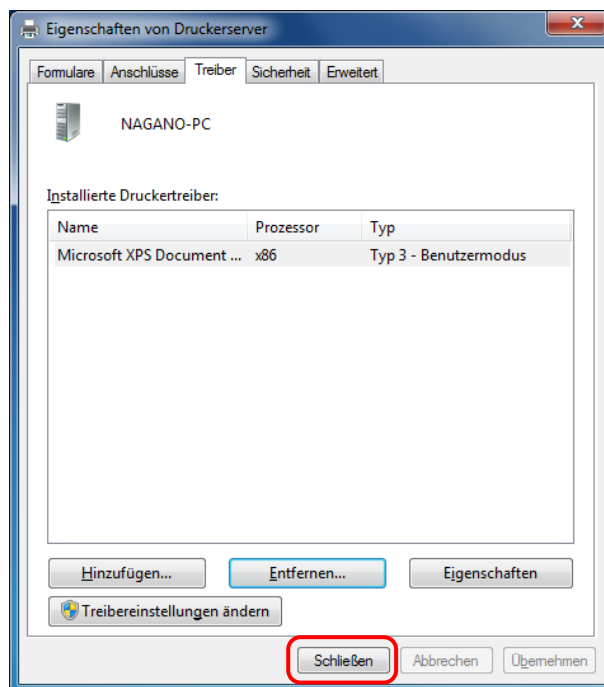 Eigenschaften von Druckerserver
Formulare Anschlüsse Treiber Sicherheit Erweitert
NAGANO-PC
Installierte Druckertreiber:
Name Prozessor Typ
Microsoft XPS Document ... x86 Typ 3 - Benutzermodus
Hinzufügen... Entfernen... Eigenschaften
Treibereinstellungen ändern
Schließen Abbrechen Übernehmen